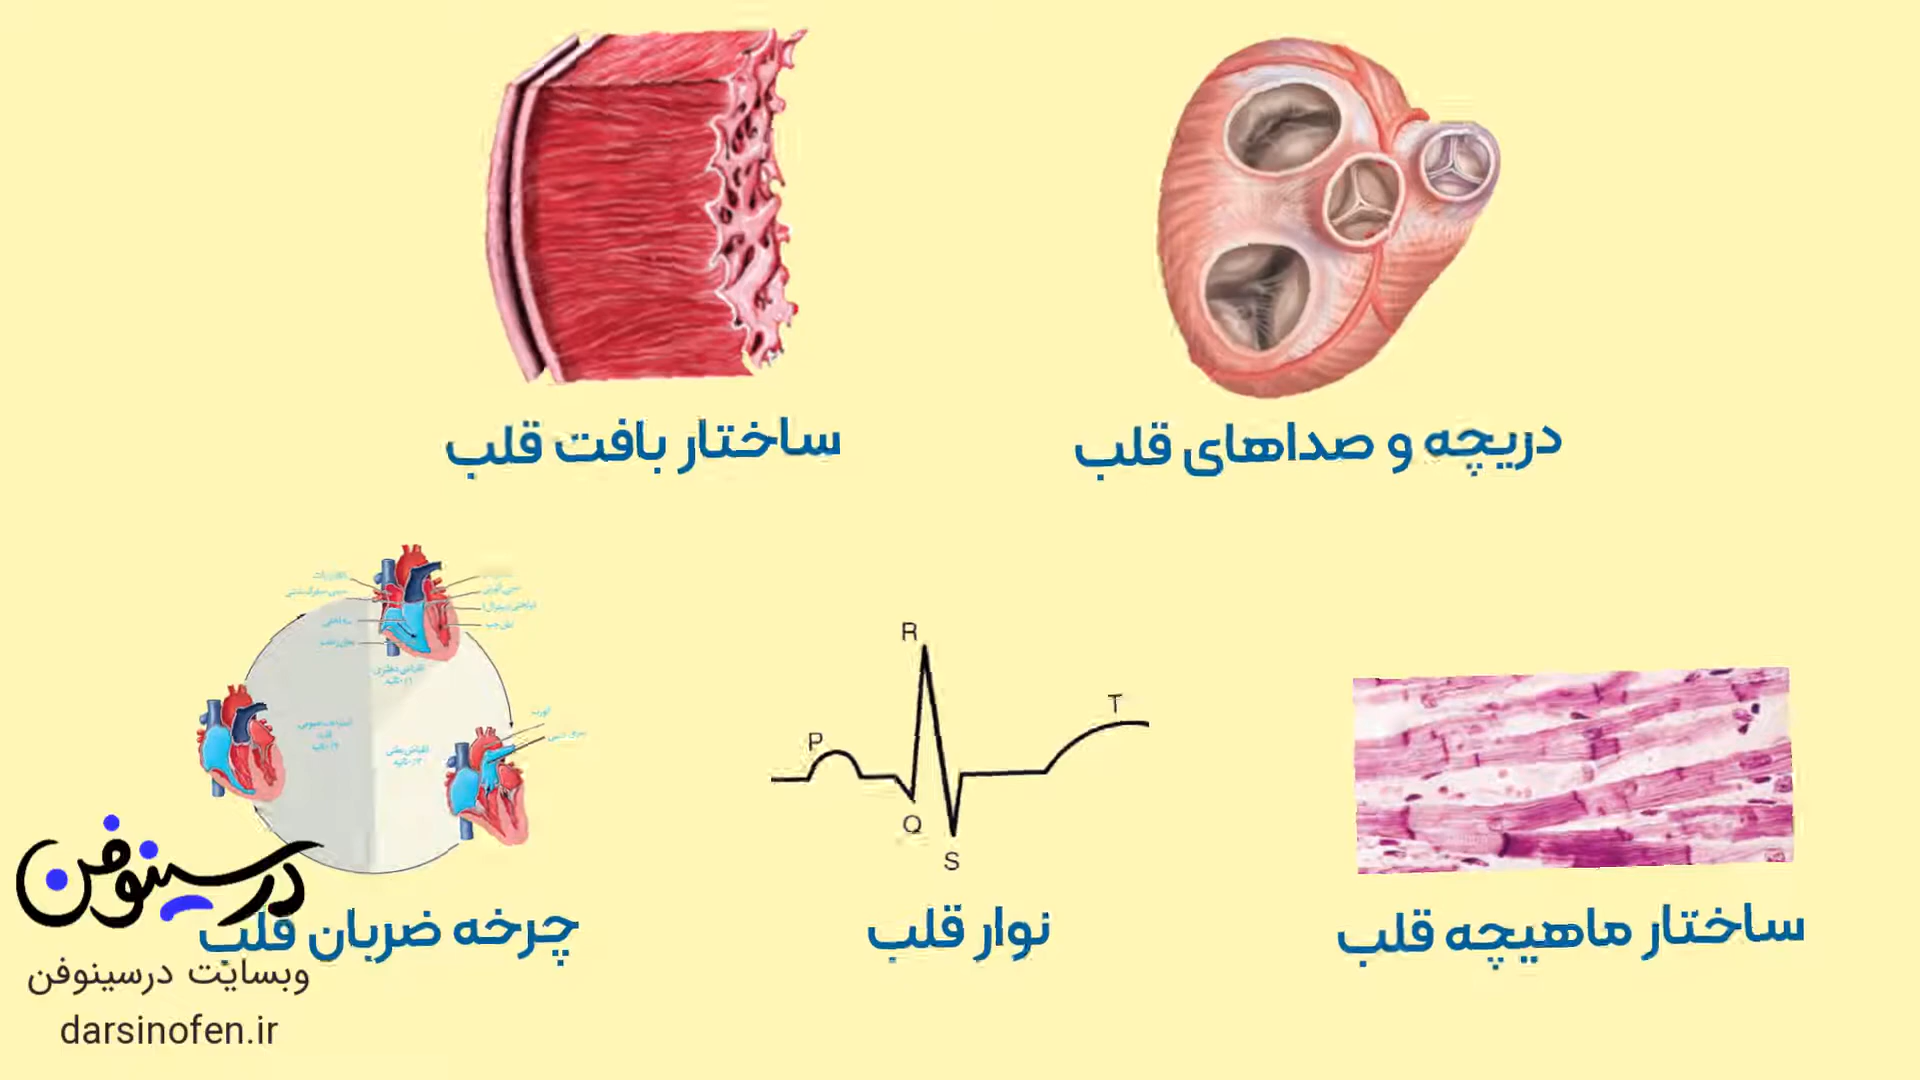 ساختار بافت قلب
دریچه و صداهای قلب
R
P
T
Q
S
چرخه ضربان قلب
نوار قلب
ساختار ماهیچه قلب
درسینوفن
وبسایت درسینوفن
darsinofen.ir